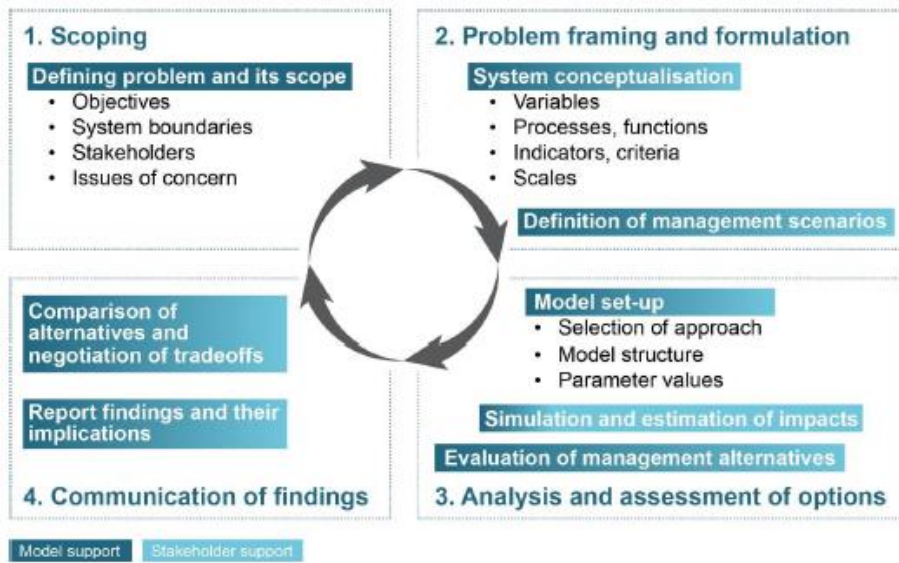 1. Scoping
Defining problem and its scope
• Objectives
• System boundaries
• Stakeholders
• Issues of concern
2. Problem framing and formulation
System conceptualisation
• Variables
• Processes, functions
• Indicators, criteria
• Scales
Definition of management scenarios
Model set-up
• Selection of approach
• Model structure
• Parameter values
Simulation and estimation of impacts
Evaluation of management alternatives
3. Analysis and assessment of options
Comparison of
alternatives and
negotiation of tradeoffs
Report findings and their
implications
4. Communication of findings
Model support
Stakeholder support